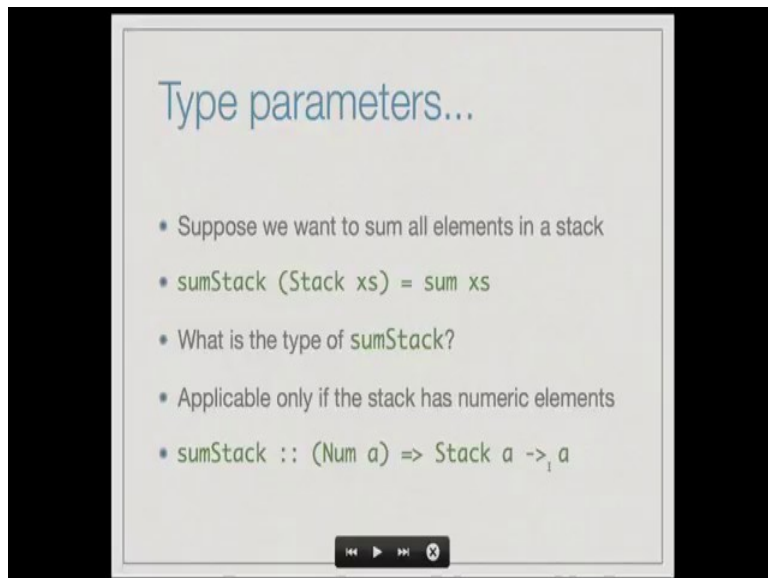 Type parameters...
• Suppose we want to sum all elements in a stack
• sumStack (Stack xs) = sum xs
• What is the type of sumStack?
• Applicable only if the stack has numeric elements
• sumStack :: (Num a) => Stack a -> a